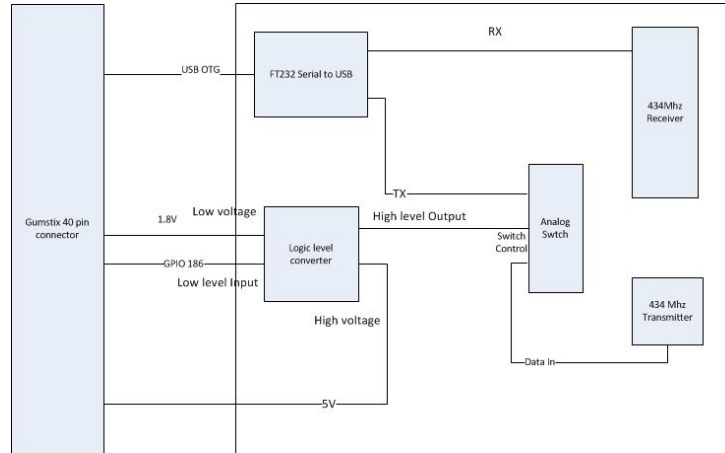 RX
USB OTG
FT232 Serial to USB
434Mhz
Receiver
TX
Gumstix 40 pin
connector
1.8V
Low voltage
High level Output
Analog
Swtch
Switch
Control
Logic level
converter
GPIO 186
Low level Input
High voltage
434 Mhz
Transmitter
Data In
5V